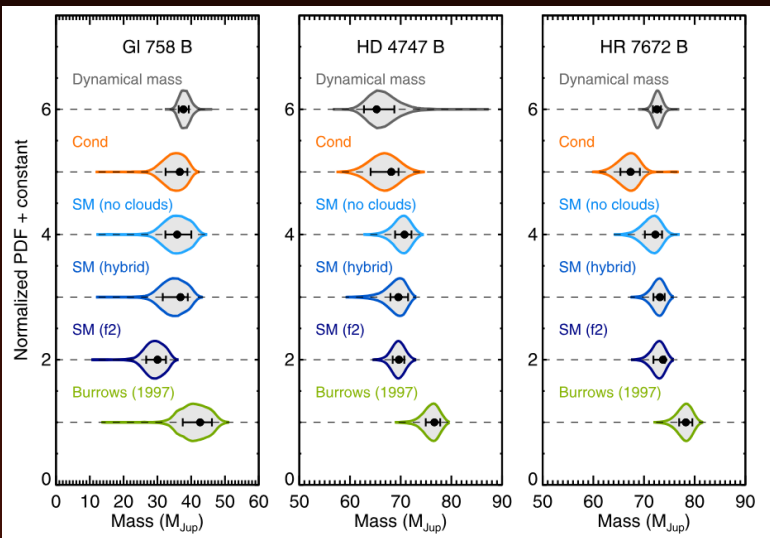 Normalized PDF + constant
Gl 758 B
Dynamical mass
Cond
SM (no clouds)
SM (hybrid)
SM (f2)
Burrows (1997)
6
4
2
0
0 10 20 30 40 50 60
Mass (M_Jup)
HD 4747 B
Dynamical mass
Cond
SM (no clouds)
SM (hybrid)
SM (f2)
Burrows (1997)
6
4
2
0
50 60 70 80 90
Mass (M_Jup)
HR 7672 B
Dynamical mass
Cond
SM (no clouds)
SM (hybrid)
SM (f2)
Burrows (1997)
6
4
2
0
50 60 70 80 90
Mass (M_Jup)